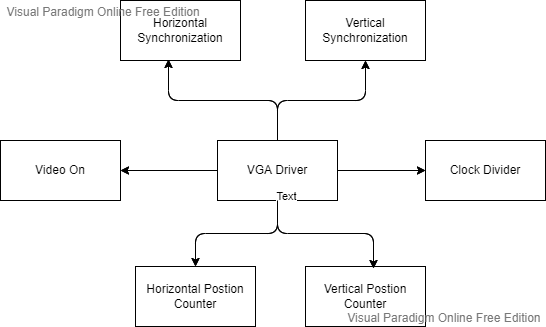 Visual Paradigm Online Free Edition
Horizontal
Synchronization
Vertical
Synchronization
Video On
VGA Driver
Clock Divider
Text
Horizontal Postion
Counter
Vertical Postion
Counter
Visual Paradigm Online Free Edition